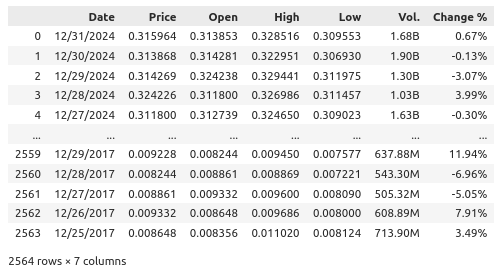 Date Price Open High Low Vol. Change %
0 12/31/2024 0.315964 0.313853 0.328516 0.309553 1.68B 0.67%
1 12/30/2024 0.313868 0.314281 0.322951 0.306930 1.90B -0.13%
2 12/29/2024 0.314269 0.324238 0.329441 0.311975 1.30B -3.07%
3 12/28/2024 0.324226 0.311800 0.326986 0.311457 1.03B 3.99%
4 12/27/2024 0.311800 0.312739 0.324650 0.309023 1.63B -0.30%
... ... ... ... ... ... ... ...
2559 12/29/2017 0.009228 0.008244 0.009450 0.007577 637.88M 11.94%
2560 12/28/2017 0.008244 0.008861 0.008869 0.007221 543.30M -6.96%
2561 12/27/2017 0.008861 0.009332 0.009600 0.008090 505.32M -5.05%
2562 12/26/2017 0.009332 0.008648 0.009686 0.008000 608.89M 7.91%
2563 12/25/2017 0.008648 0.008356 0.011020 0.008124 713.90M 3.49%
2564 rows × 7 columns